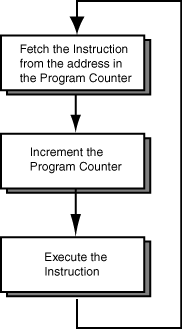 Fetch the Instruction
from the address in
the Program Counter
Increment the
Program Counter
Execute the
Instruction